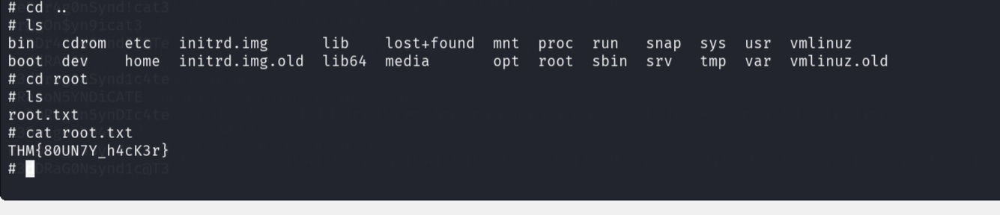 # cd ..
# ls
bin cdrom etc initrd.img lib lost+found mnt proc run snap sys usr vmlinuz
boot dev home initrd.img.old lib64 media opt root sbin srv tmp var vmlinuz.old
# cd root
# ls
root.txt
# cat root.txt
THM{80UN7Y_h4cK3r}
#